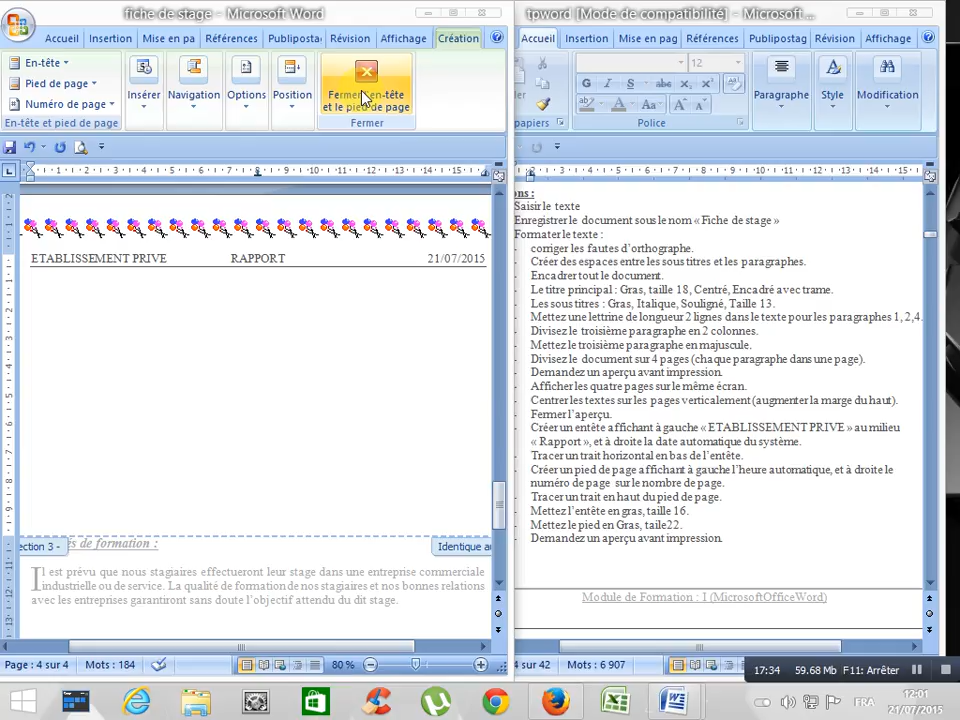 fiche de stage - Microsoft Word
Accueil Insertion Mise en pa Références Publiposta Révision Affichage Création
En-tête
Pied de page
Numéro de page
Insérer
Navigation
Options
Position
Fermer l'en-tête
et le pied de page
En-tête et pied de page
Fermer
ETABLISSEMENT PRIVE RAPPORT 21/07/2015
ection 3 -
és de formation :
Identique au
Il est prévu que nous stagiaires effectueront leur stage dans une entreprise commerciale
industrielle ou de service. La qualité de formation de nos stagiaires et nos bonnes relations
avec les entreprises garantiront sans doute l'objectif attendu du dit stage.
Page : 4 sur 4 Mots : 184 80 %
tpword [Mode de compatibilité] - Microsoft ...
Accueil Insertion Mise en pag Références Publipostag Révision Affichage
12
G I S
Paragraphe
Style
Modification
papiers
Police
ons :
Saisir le texte
Enregistrer le document sous le nom « Fiche de stage »
Formater le texte :
corriger les fautes d'orthographe.
Créer des espaces entre les sous titres et les paragraphes.
Encadrer tout le document.
Le titre principal : Gras, taille 18, Centré, Encadré avec trame.
Les sous titres : Gras, Italique, Souligné, Taille 13.
Mettez une lettrine de longueur 2 lignes dans le texte pour les paragraphes 1, 2,4.
Divisez le troisième paragraphe en 2 colonnes.
Mettez le troisième paragraphe en majuscule.
Divisez le document sur 4 pages (chaque paragraphe dans une page).
Demandez un aperçu avant impression.
Afficher les quatre pages sur le même écran.
Centrer les textes sur les pages verticalement (augmenter la marge du haut).
Fermer l'aperçu.
Créer un entête affichant à gauche « ETABLISSEMENT PRIVE » au milieu
« Rapport », et à droite la date automatique du système.
Tracer un trait horizontal en bas de l'entête.
Créer un pied de page affichant à gauche l'heure automatique, et à droite le
numéro de page sur le nombre de page.
Tracer un trait en haut du pied de page.
Mettez l'entête en gras, taille 16.
Mettez le pied en Gras, taile22.
Demandez un aperçu avant impression.
Module de Formation : I (MicrosoftOfficeWord)
4 sur 42 Mots : 6 907
17:34 59.68 MB F11: Arrêter
FRA
12:01
21/07/2015